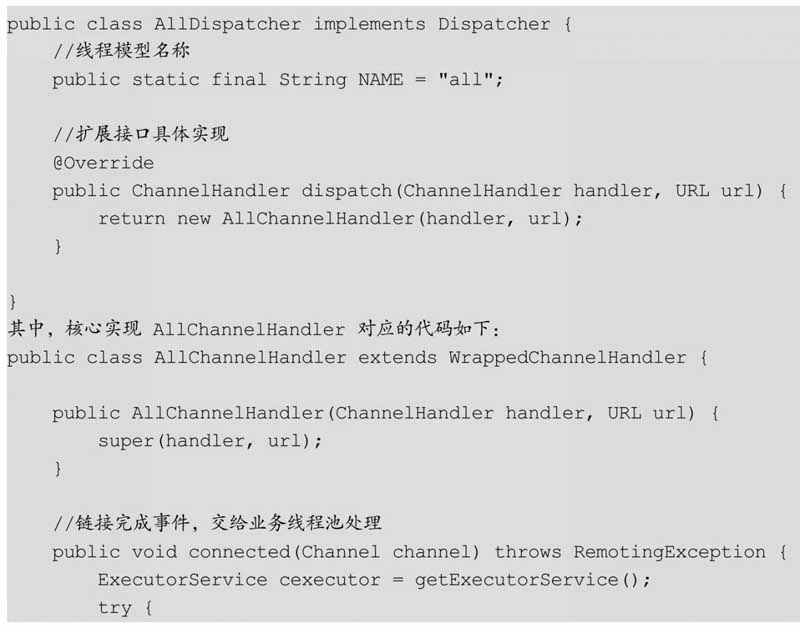 public class AllDispatcher implements Dispatcher {
    //线程模型名称
    public static final String NAME = "all";

    //扩展接口具体实现
    @Override
    public ChannelHandler dispatch(ChannelHandler handler, URL url) {
        return new AllChannelHandler(handler, url);
    }

}
其中，核心实现 AllChannelHandler 对应的代码如下：
public class AllChannelHandler extends WrappedChannelHandler {

    public AllChannelHandler(ChannelHandler handler, URL url) {
        super(handler, url);
    }

    //链接完成事件，交给业务线程池处理
    public void connected(Channel channel) throws RemotingException {
        ExecutorService cexecutor = getExecutorService();
        try {